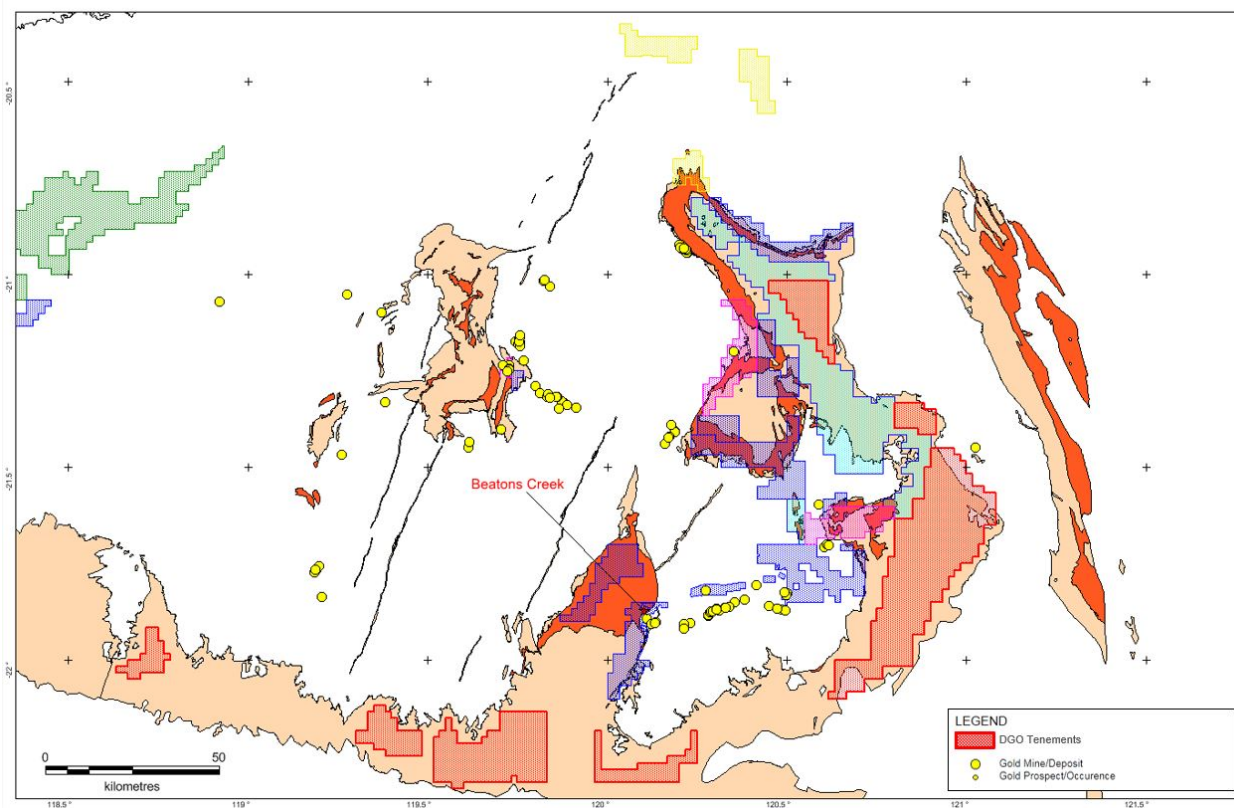 -20.5 °
-21 °
-21.5 °
-22 °
Beatons Creek
LEGEND
DGO Tenements
Gold Mine/Deposit
Gold Prospect/Occurence
0 50
kilometres
118.5 ° 119 ° 119.5 ° 120 ° 120.5 ° 121 ° 121.5 °